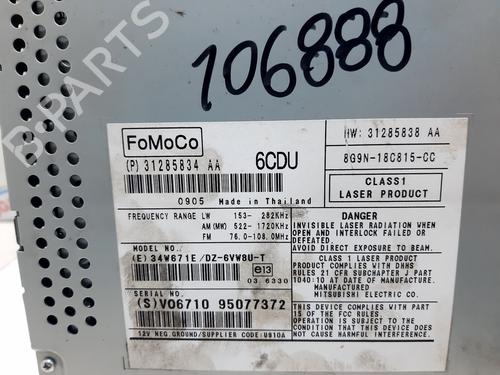 106888
FoMoCo
HW: 31285838 AA
(P) 31285834 AA
6CDU
8G9N-18C815-CC
CLASS1
LASER PRODUCT
0905 Made in Thailand
FREQUENCY RANGE LW 153- 282KHz
AM(MW) 522- 1720KHz
FM 76.0-108.0MHz
DANGER
INVISIBLE LASER RADIATION WHEN
OPEN AND INTERLOCK FAILED OR
DEFEATED.
AVOID DIRECT EXPOSURE TO BEAM
MODEL NO.
(E)34W671E/DZ-6VW8U-T
e13
03 6330
CLASS 1 LASER PRODUCT
PRODUCT COMPLIES WITH DHHS
RULES 21 CFR SUBCHAPTER J PART
1040:10 AT DATE OF MANUFACTURE
MITSUBISHI ELECTRIC CO.
SERIAL NO.
(S)V06710 95077372
THIS DEVICE COMPLIES WITH PART
15 OF THE FCC RULES
OPERATION IS SUBJECT TO THE
CONDITION THAT THIS DEVICE DOES
NOT CAUSE HARMFUL INTERFERENCE.
12V NEG.GROUND/SUPPLIER CODE:U910A